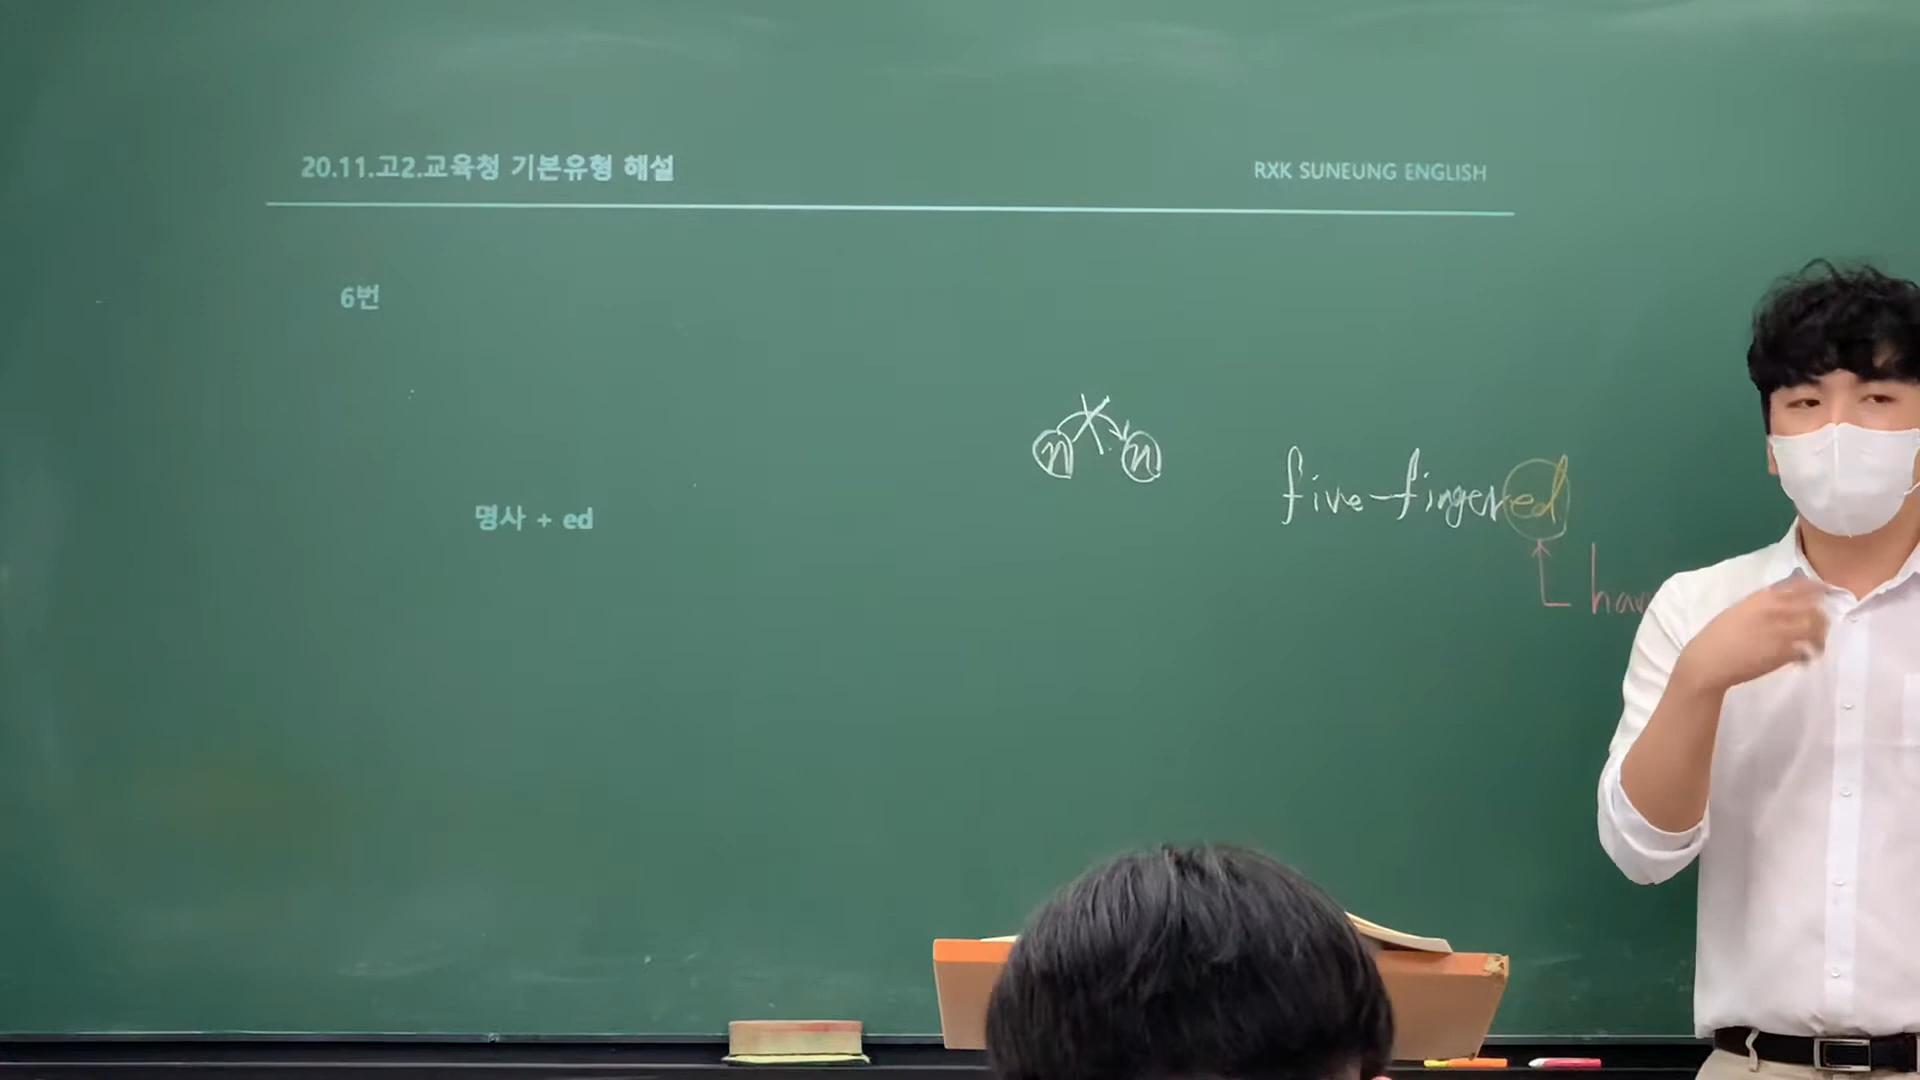 20.11.고2.교육청 기본유형 해설
RXK SUNEUNG ENGLISH
6번
n n
five-fingered
명사 + ed